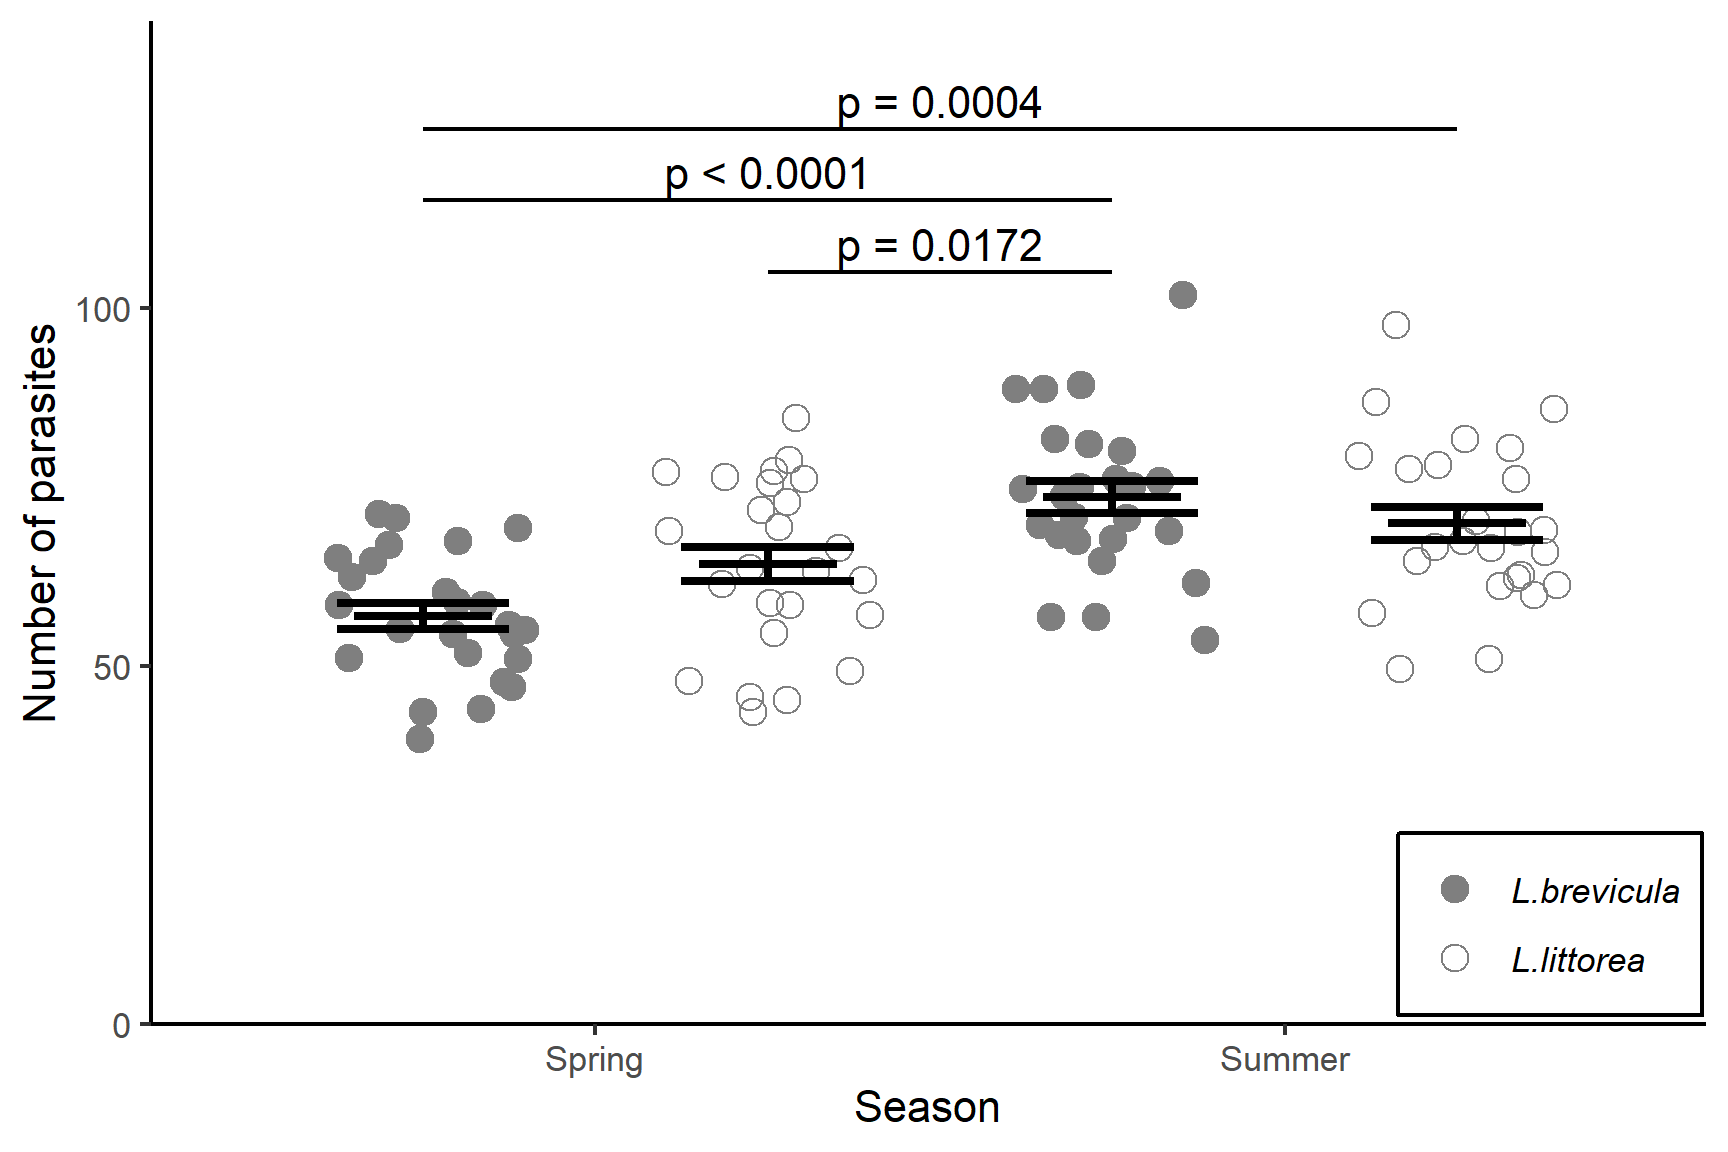 p = 0.0004
p < 0.0001
p = 0.0172
100
50
0
Number of parasites
L.brevicula
L.littorea
Spring
Summer
Season